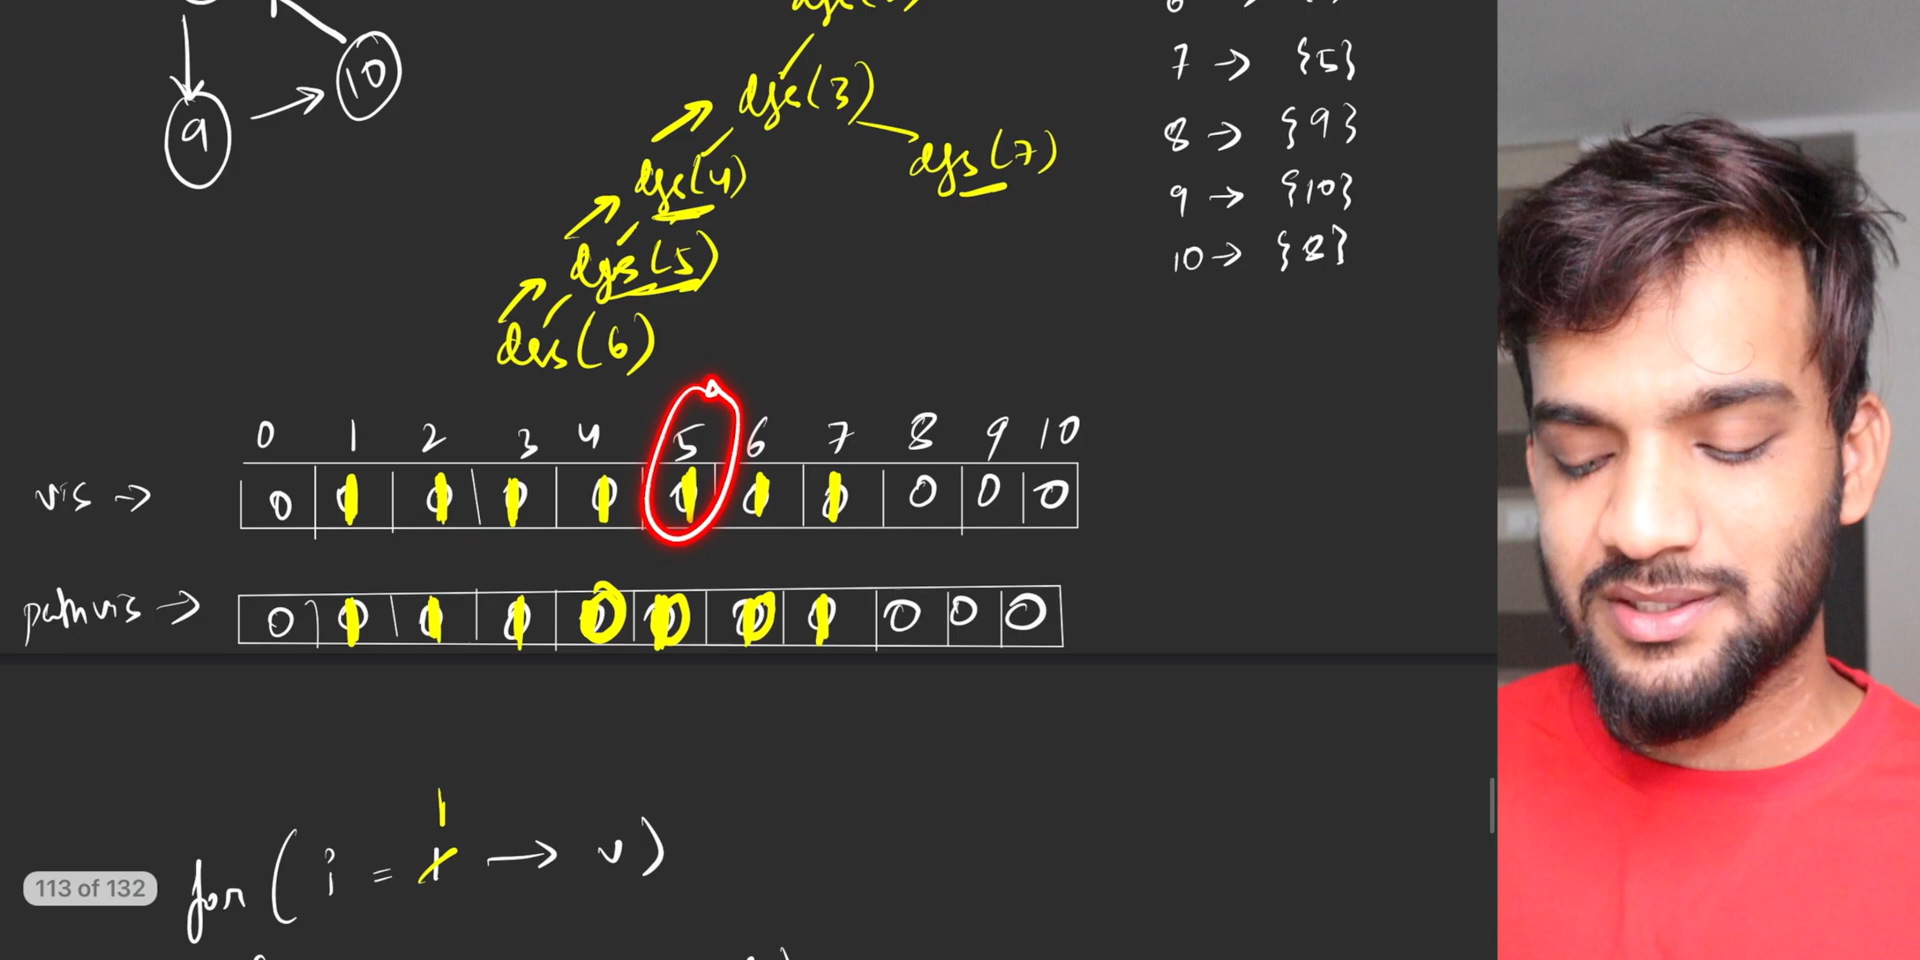 10
9
dfs(3)
dfs(7)
dfs(4)
dfs(5)
dfs(6)
7 → {5}
8 → {9}
9 → {10}
10 → {8}
0 1 2 3 4 5 6 7 8 9 10
vis → 0 1 1 1 1 1 1 1 0 0 0
pathvis → 0 1 1 1 0 0 0 1 0 0 0
1
for ( i = 1 → v )
113 of 132